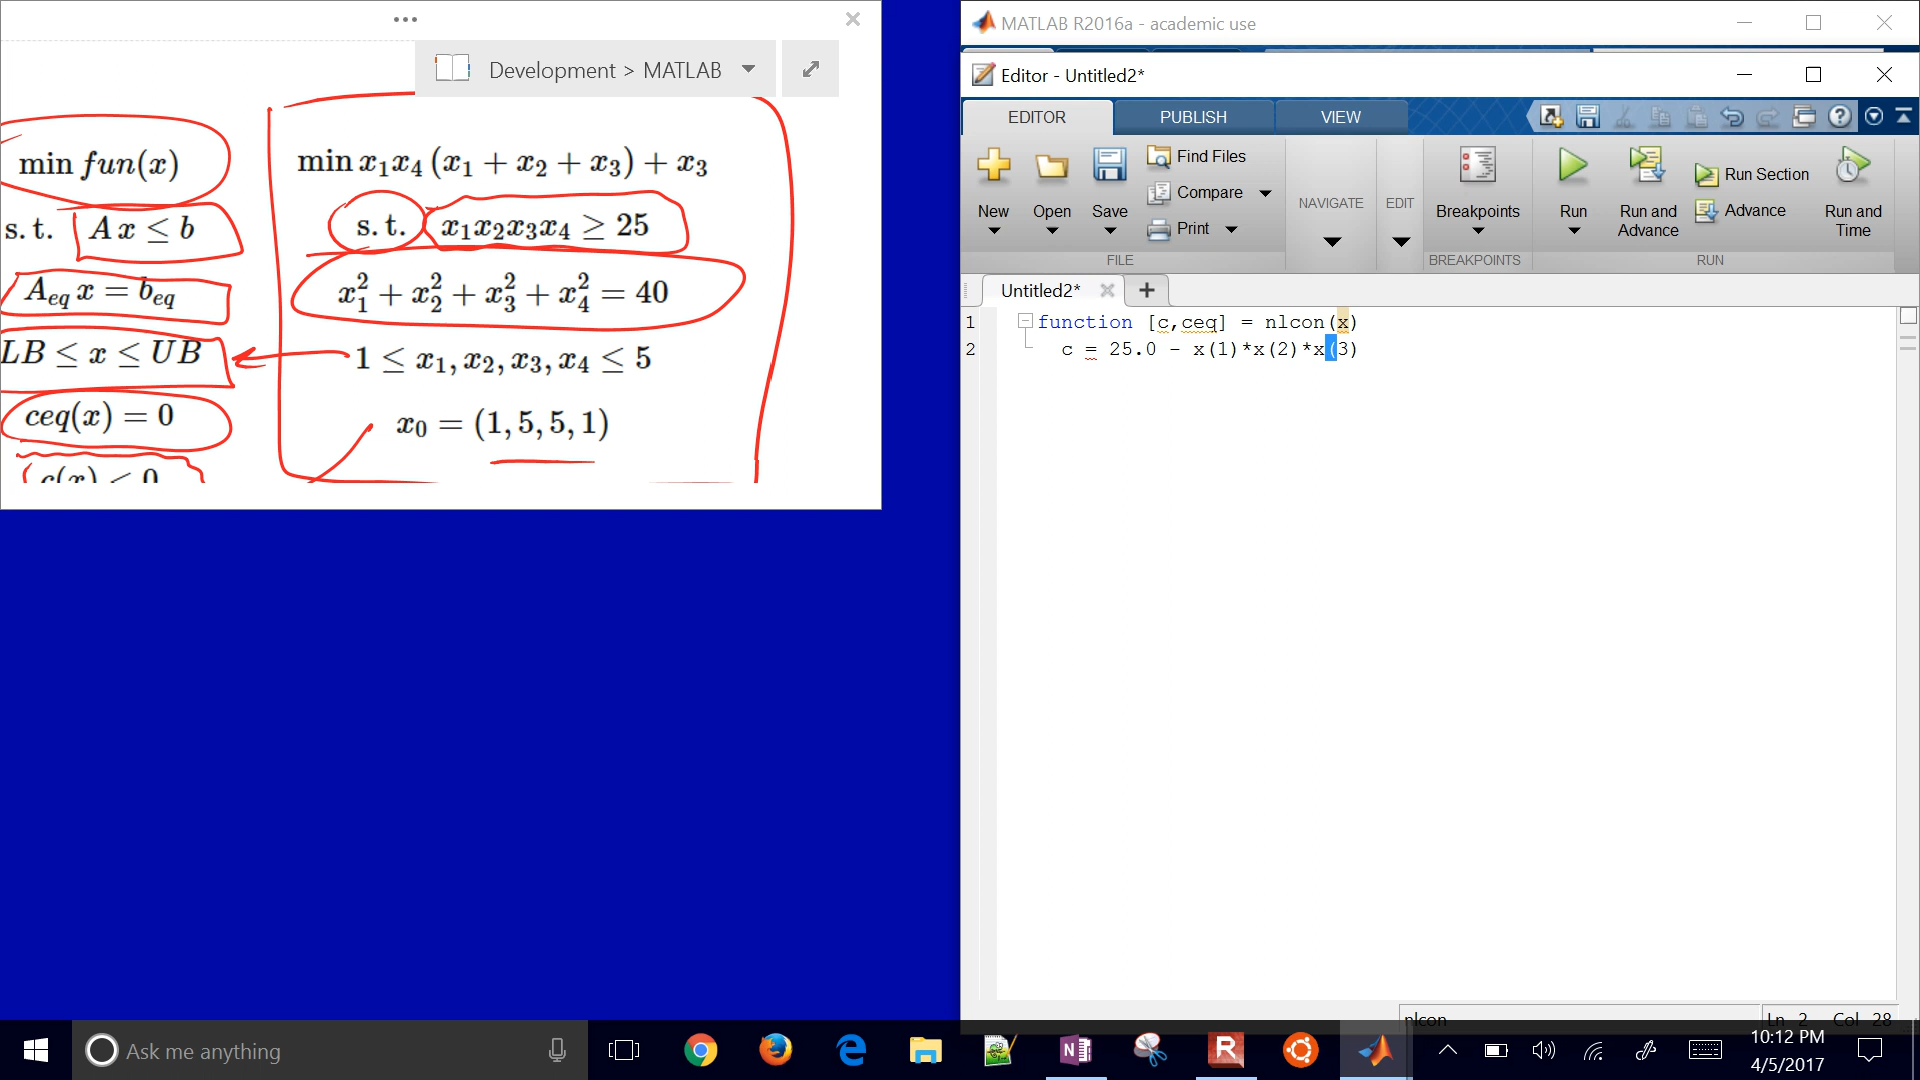 •••
Development > MATLAB
min fun(x)
s.t. A x ≤ b
A_eq x = b_eq
LB ≤ x ≤ UB
ceq(x) = 0
c(x) < 0
min x₁x₄ (x₁ + x₂ + x₃) + x₃
s.t. x₁x₂x₃x₄ ≥ 25
x₁² + x₂² + x₃² + x₄² = 40
1 ≤ x₁, x₂, x₃, x₄ ≤ 5
x₀ = (1, 5, 5, 1)
MATLAB R2016a - academic use
Editor - Untitled2*
EDITOR PUBLISH VIEW
New
Open
Save
Find Files
Compare
Print
FILE
NAVIGATE
EDIT
Breakpoints
BREAKPOINTS
Run
Run and Advance
Run Section
Advance
Run and Time
RUN
Untitled2*
1 function [c,ceq] = nlcon(x)
2 c = 25.0 - x(1)*x(2)*x(3)
nlcon
Ln 2 Col 28
Ask me anything
10:12 PM
4/5/2017